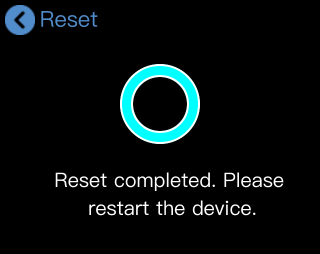 Reset
Reset completed. Please
restart the device.